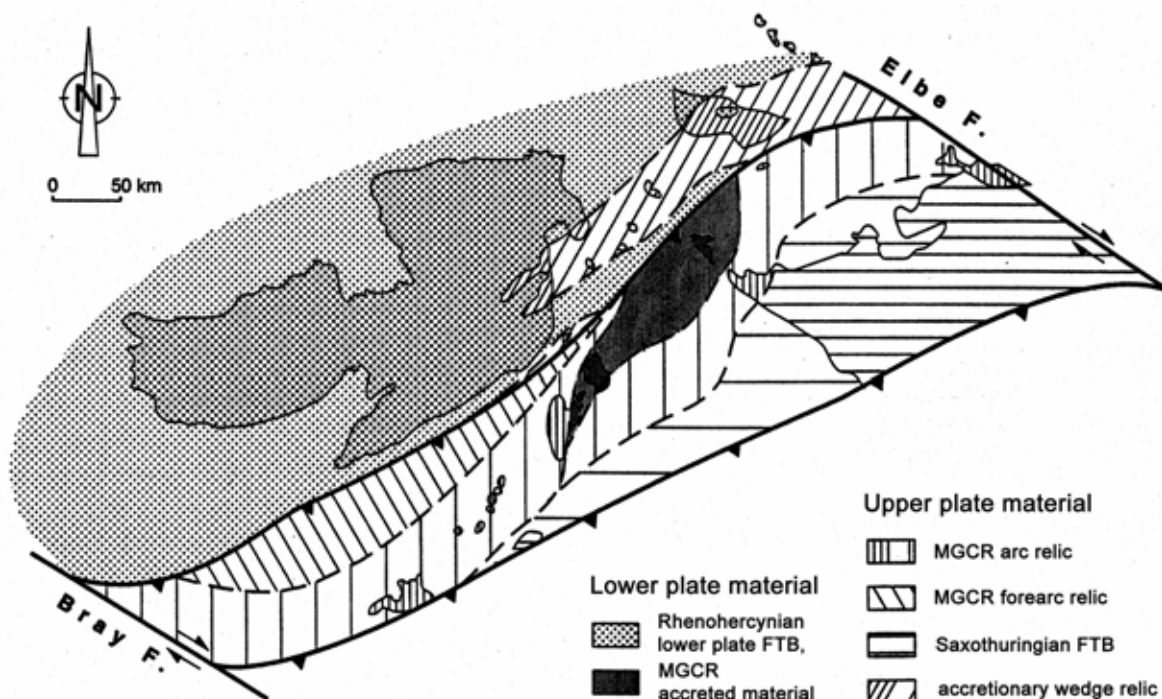 N
0 50 km
Elbe F.
Bray F.
Lower plate material
Rhenohercynian
lower plate FTB,
MGCR
accreted material
Upper plate material
MGCR arc relic
MGCR forearc relic
Saxothuringian FTB
accretionary wedge relic